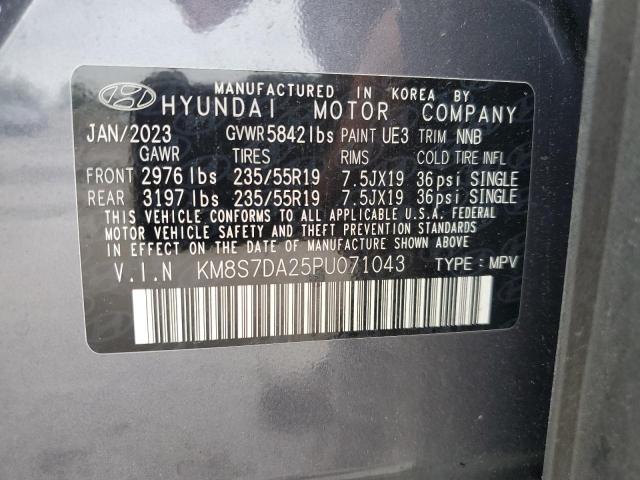 MANUFACTURED IN KOREA BY
HYUNDAI MOTOR COMPANY
JAN/2023 GVWR 5842 lbs PAINT UE3 TRIM NNB
GAWR TIRES RIMS COLD TIRE INFL
FRONT 2976 lbs 235/55R19 7.5JX19 36psi SINGLE
REAR 3197 lbs 235/55R19 7.5JX19 36psi SINGLE
THIS VEHICLE CONFORMS TO ALL APPLICABLE U.S.A. FEDERAL
MOTOR VEHICLE SAFETY AND THEFT PREVENTION STANDARDS
IN EFFECT ON THE DATE OF MANUFACTURE SHOWN ABOVE
V.I.N KM8S7DA25PU071043 TYPE : MPV